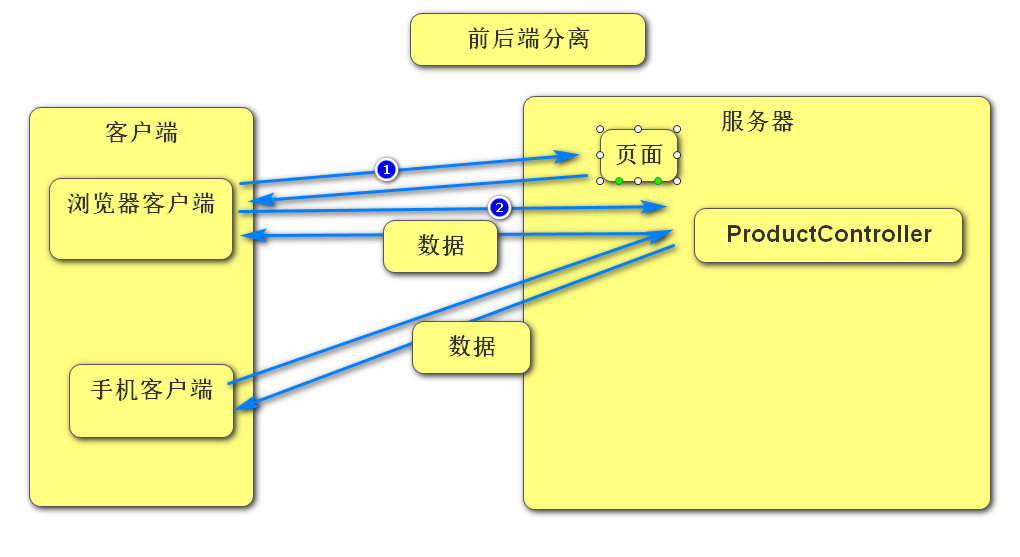 前后端分离
客户端
服务器
1
页面
浏览器客户端
2
ProductController
数据
数据
手机客户端